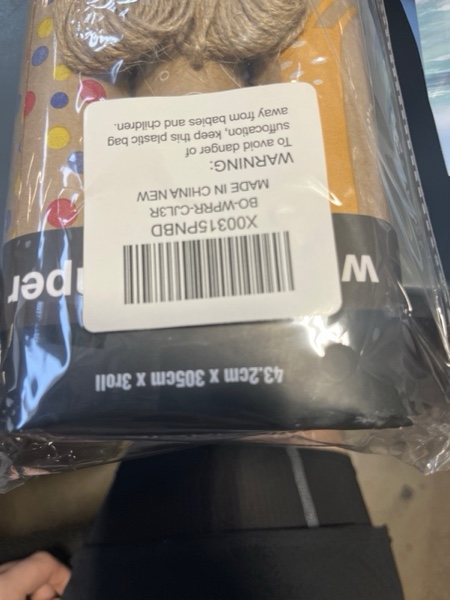 43.2cm x 305cm x 3roll
X00315PNBD
BO-WPRR-CJL3R
MADE IN CHINA NEW
WARNING:
To avoid danger of
suffocation, keep this plastic bag
away from babies and children.